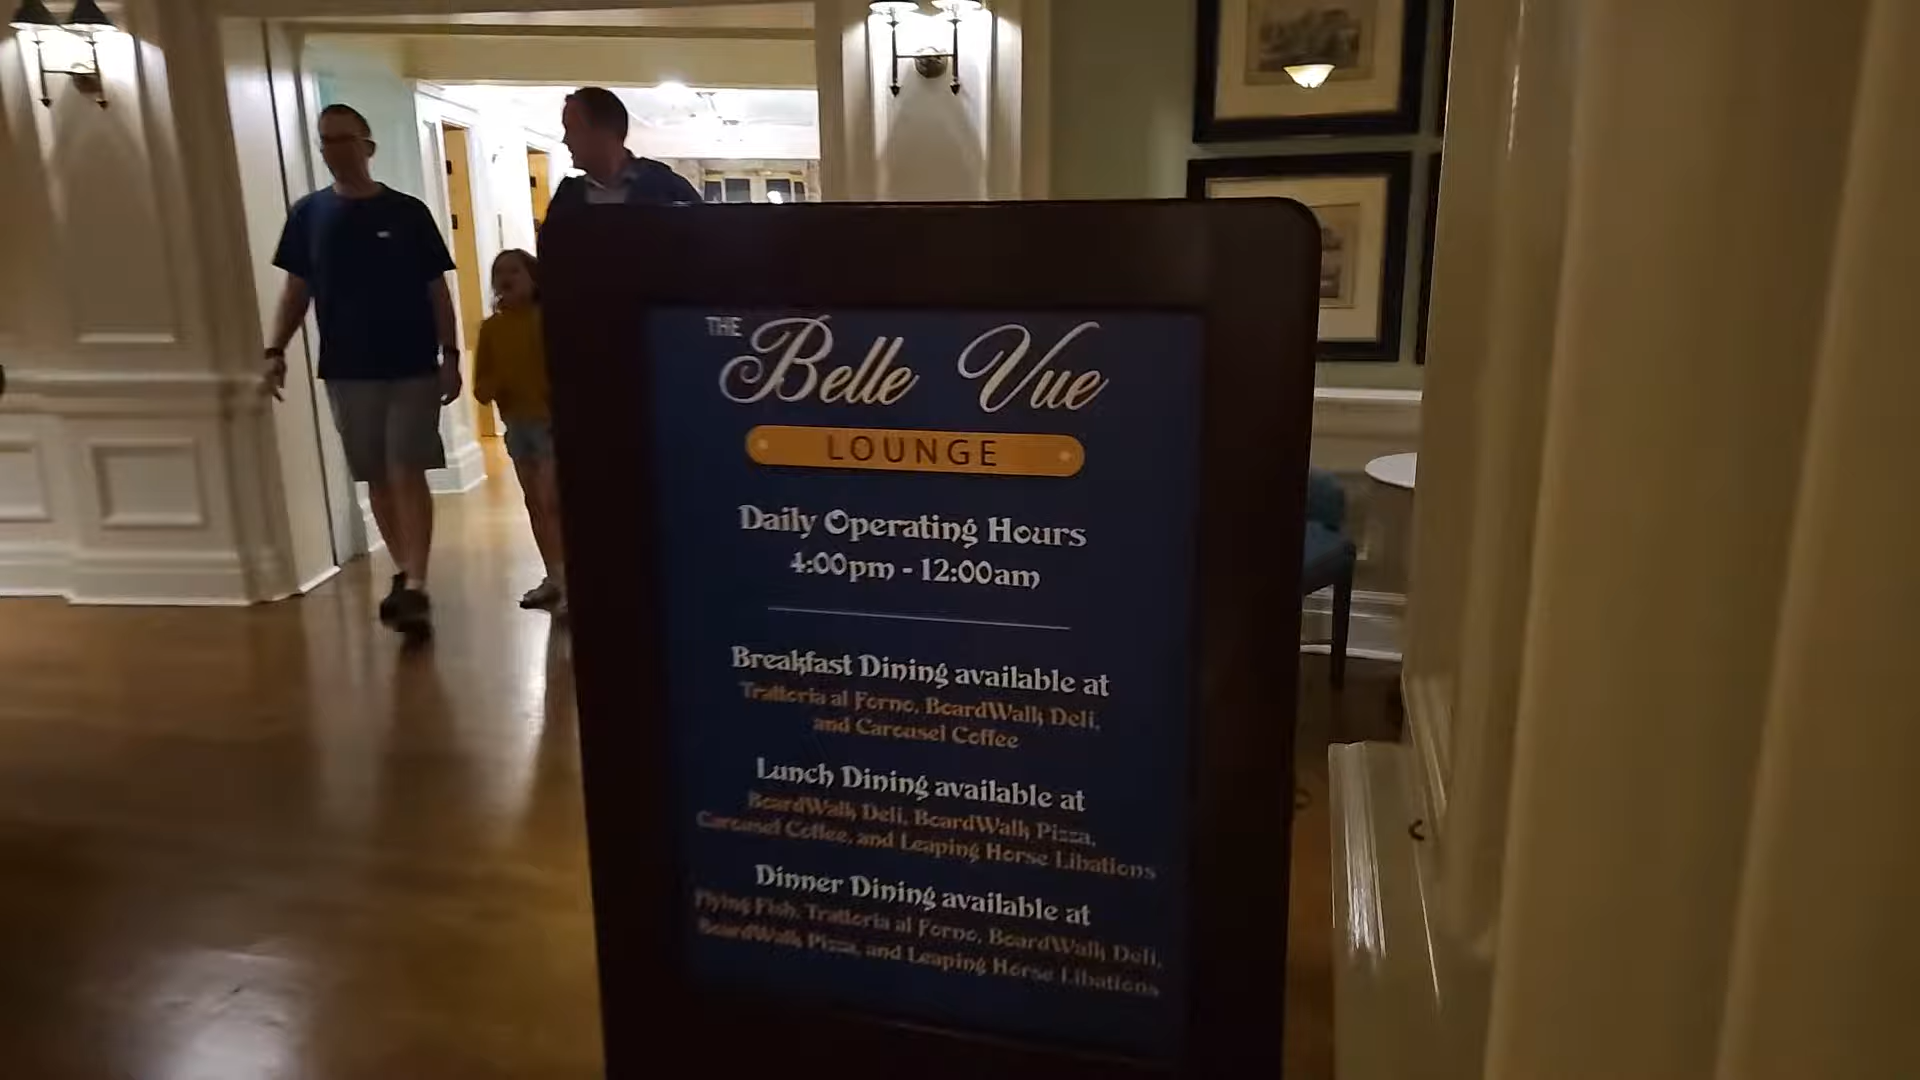 THE
Belle Vue
LOUNGE
Daily Operating Hours
4:00pm - 12:00am
Breakfast Dining available at
Trattoria al Forno, BoardWalk Deli,
and Carousel Coffee
Lunch Dining available at
BoardWalk Deli, BoardWalk Pizza,
Carousel Coffee, and Leaping Horse Libations
Dinner Dining available at
Flying Fish, Trattoria al Forno, BoardWalk Deli,
BoardWalk Pizza, and Leaping Horse Libations